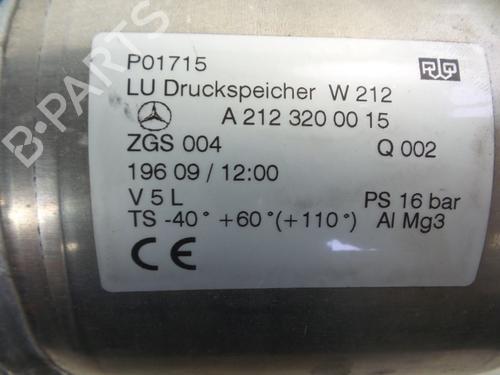 P01715
LU Druckspeicher W 212
A 212 320 00 15
ZGS 004 Q 002
196 09 / 12:00
V 5 L PS 16 bar
TS -40° +60°(+110°) Al Mg3
CE
B-PARTS